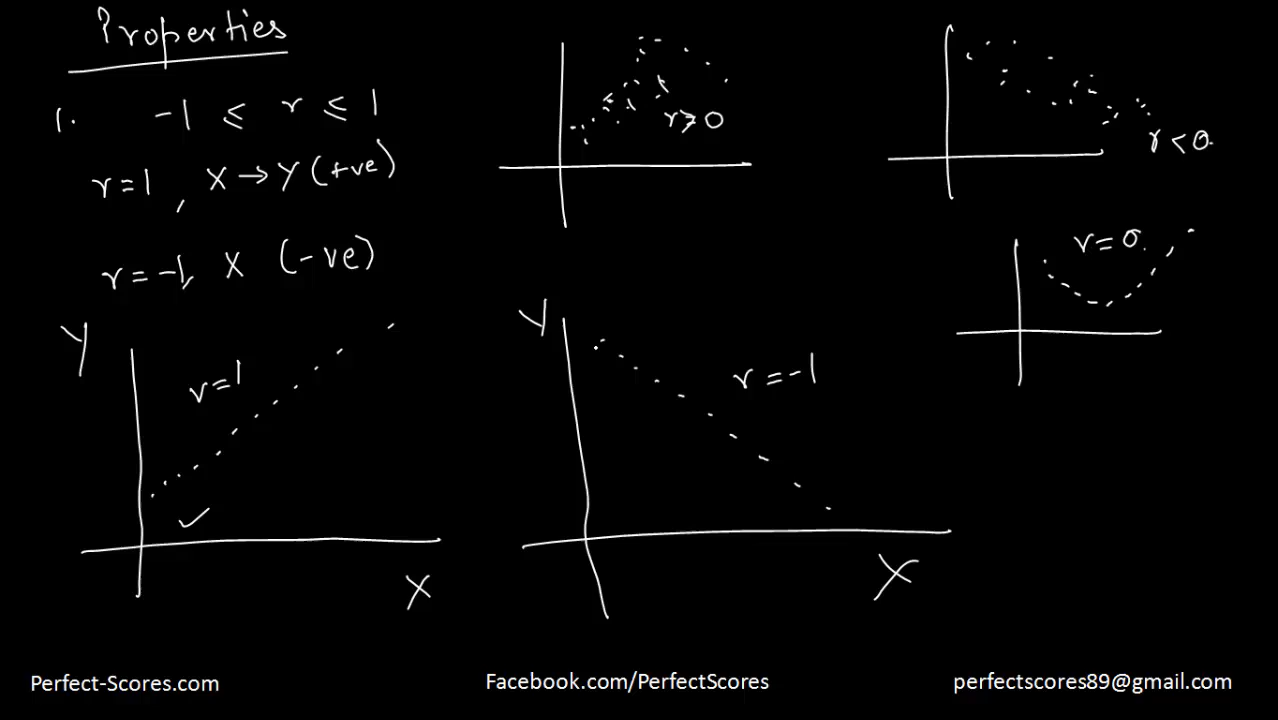 Properties
1. -1 ≤ r ≤ 1
r=1, X → Y (+ve)
r=-1, X (-ve)
r>0
r<0.
r=0.
Y
r=1
X
Y
r=-1
X
Perfect-Scores.com
Facebook.com/PerfectScores
perfectscores89@gmail.com